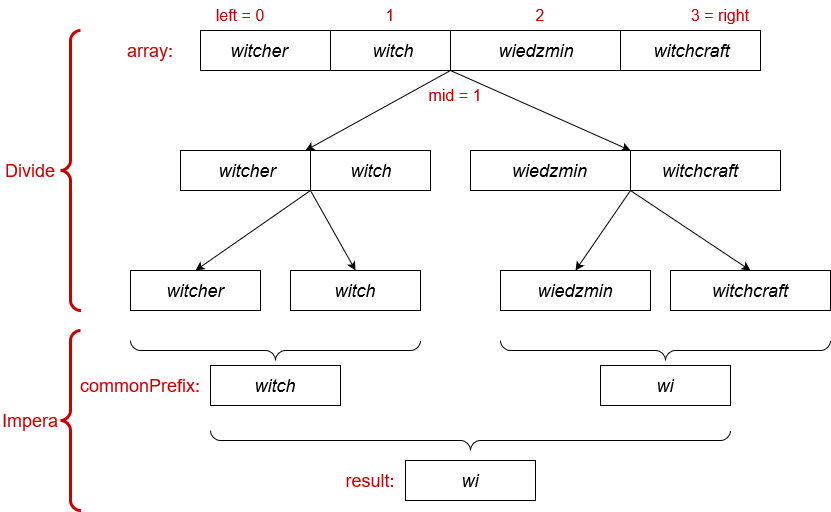 left = 0 1 2 3 = right
array: witcher witch wiedzmin witchcraft
mid = 1
Divide
witcher witch wiedzmin witchcraft
witcher witch wiedzmin witchcraft
commonPrefix: witch wi
Impera
result: wi